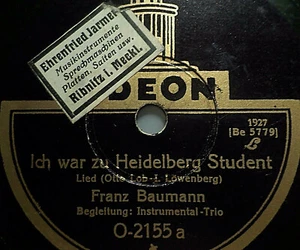 Ehrenfried Jarmer
Musikinstrumente
Sprechmaschinen
Platten, Saiten usw.
Ribnitz i. Meckl.
DEON
1927
[Be 5779]
L
Ich war zu Heidelberg Student
Lied (Otto Lob - I. Löwenberg)
Franz Baumann
Begleitung: Instrumental-Trio
O-2155 a